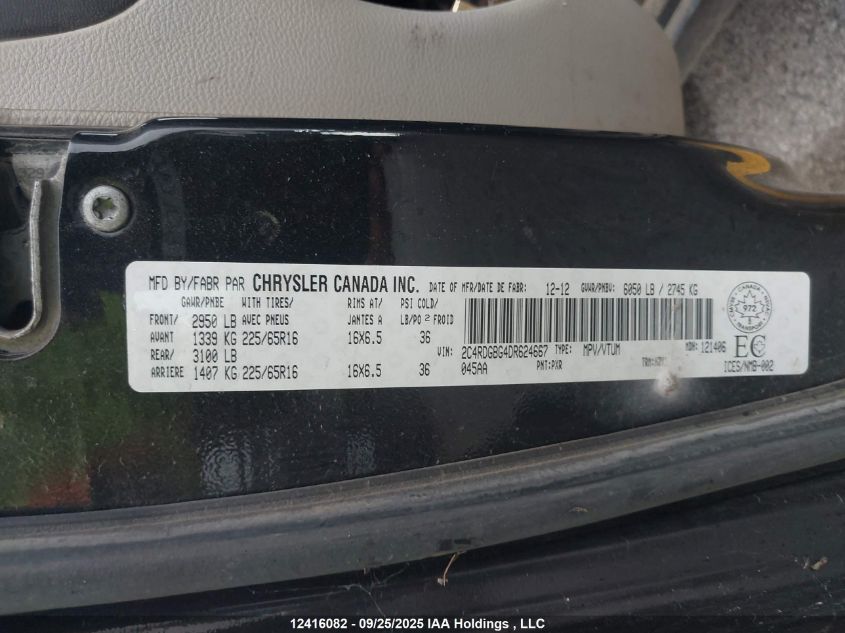 MFD BY/FABR PAR CHRYSLER CANADA INC. DATE OF MFR/DATE DE FABR: 12-12 GVWR/PNBV: 6050 LB / 2745 KG
GAWR/PNBE WITH TIRES/ RIMS AT/ PSI COLD/
FRONT/ 2950 LB AVEC PNEUS JANTES A LB/PO² FROID
AVANT 1339 KG 225/65R16 16X6.5 36
REAR/ 3100 LB
ARRIERE 1407 KG 225/65R16 16X6.5 36
VIN: 2C4RDGBG4DR624667 TYPE: MPV/VTUM MDH: 121406
045AA PNT: PXR TRM:
972
TRANSPORT
EC
ICES/NMB-002
12416082 - 09/25/2025 IAA Holdings , LLC